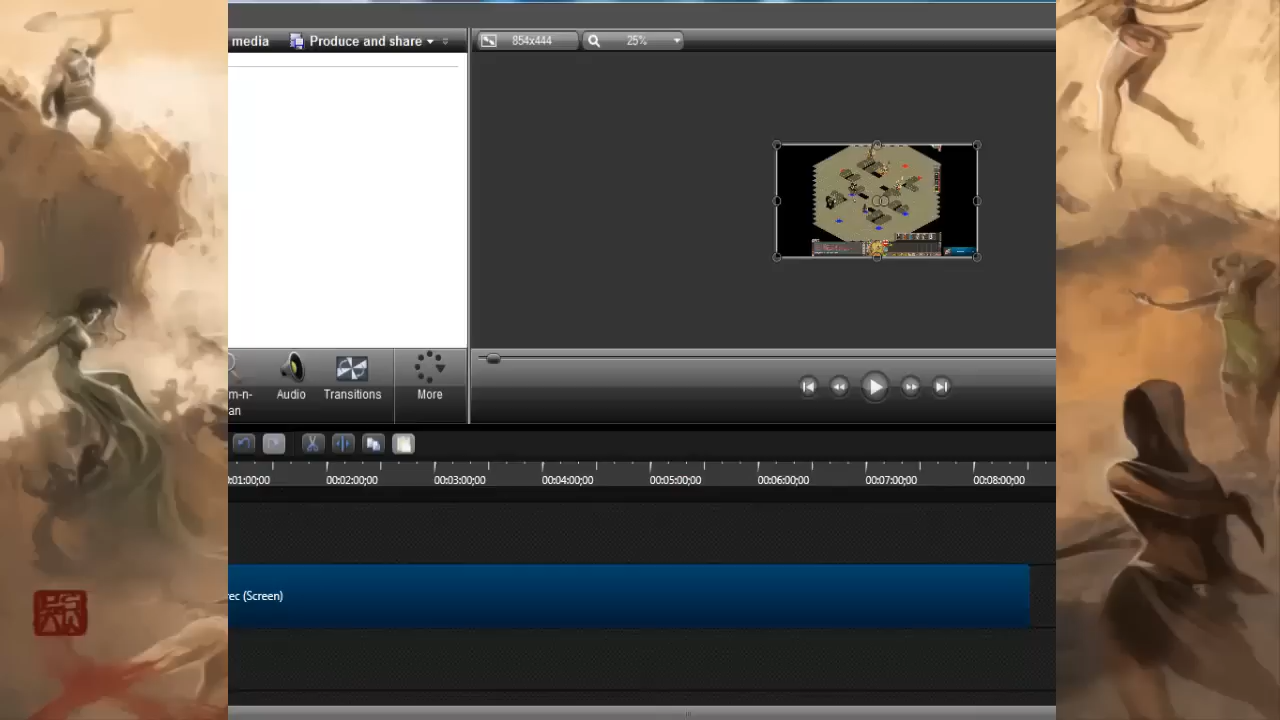 media
Produce and share
854x444
25%
m-n-
an
Audio
Transitions
More
01:00;00
00:02:00;00
00:03:00;00
00:04:00;00
00:05:00;00
00:06:00;00
00:07:00;00
00:08:00;00
rec (Screen)